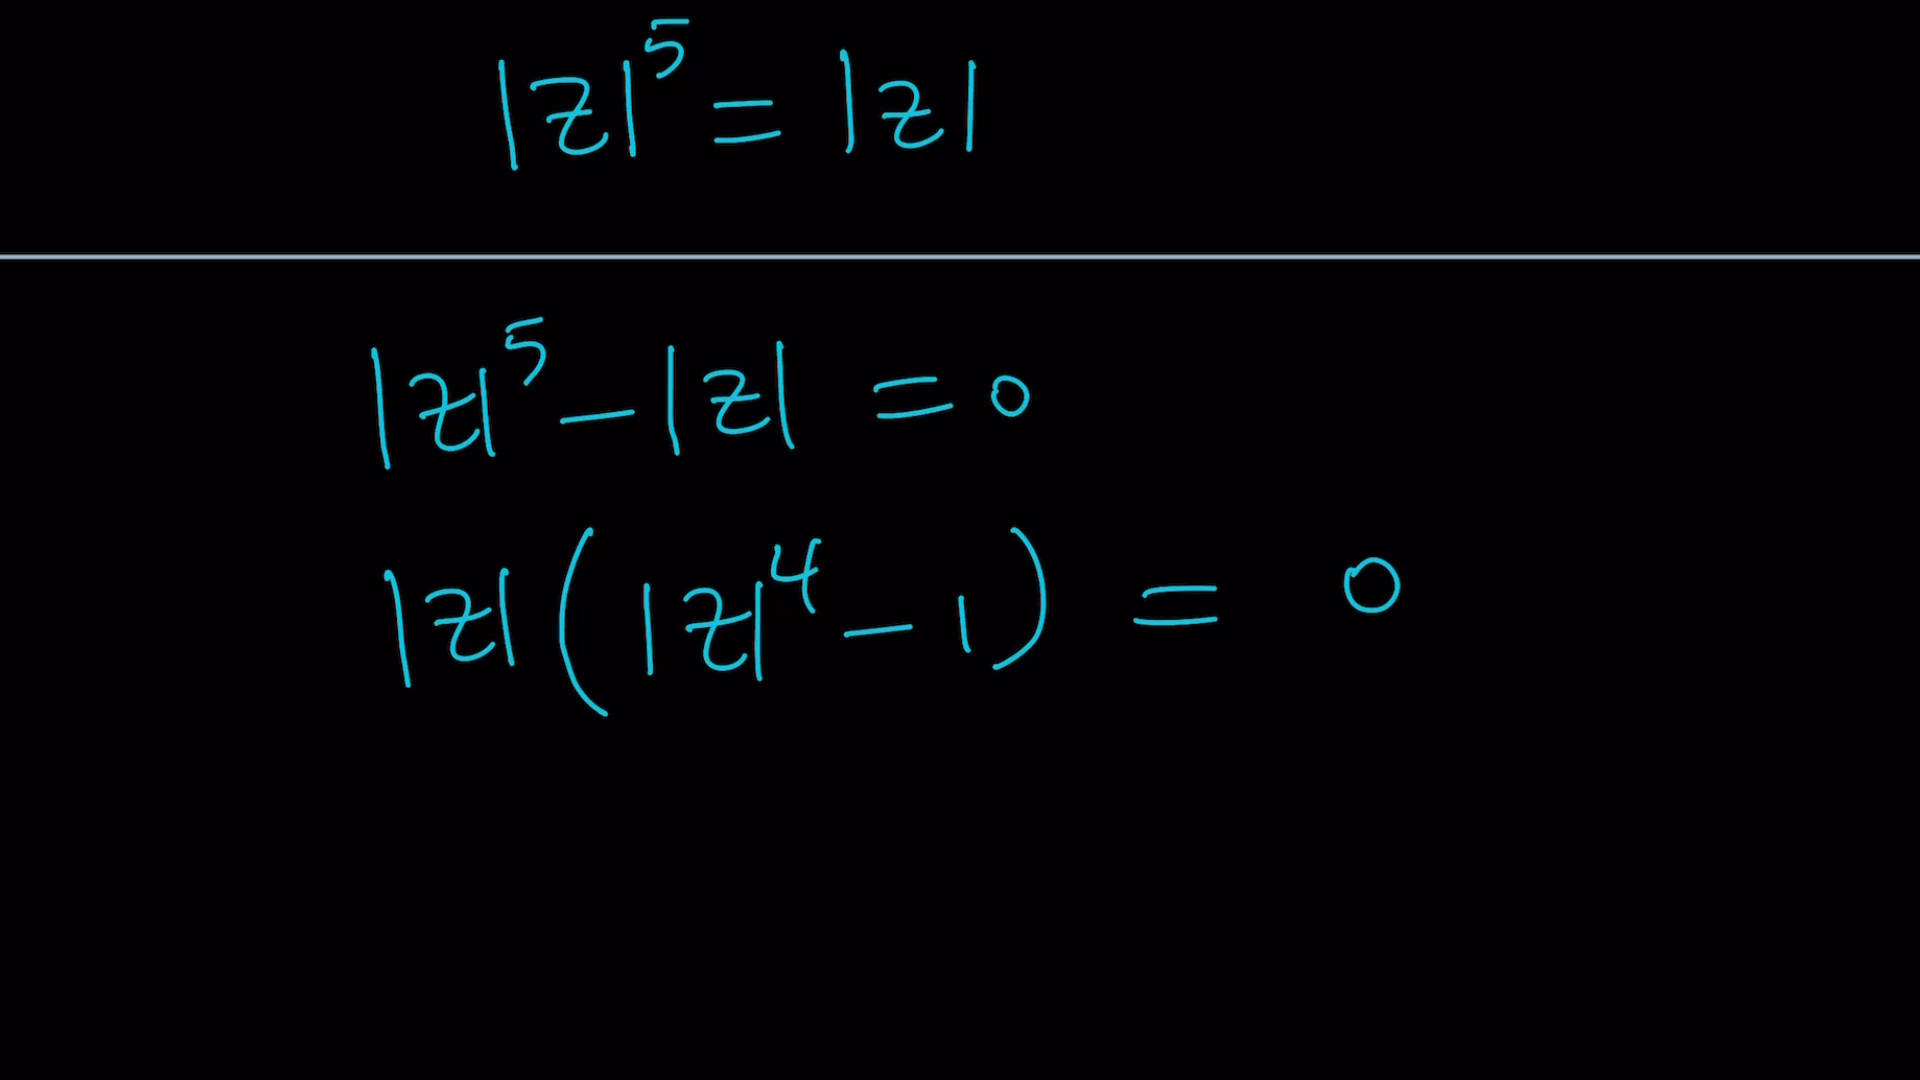 |z|⁵ = |z|
|z|⁵ - |z| = 0
|z| (|z|⁴ - 1) = 0